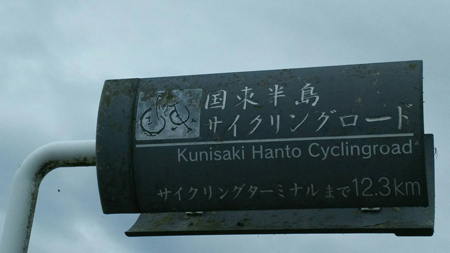 国東半島
サイクリングロード
Kunisaki Hanto Cyclingroad
サイクリングターミナルまで12.3km